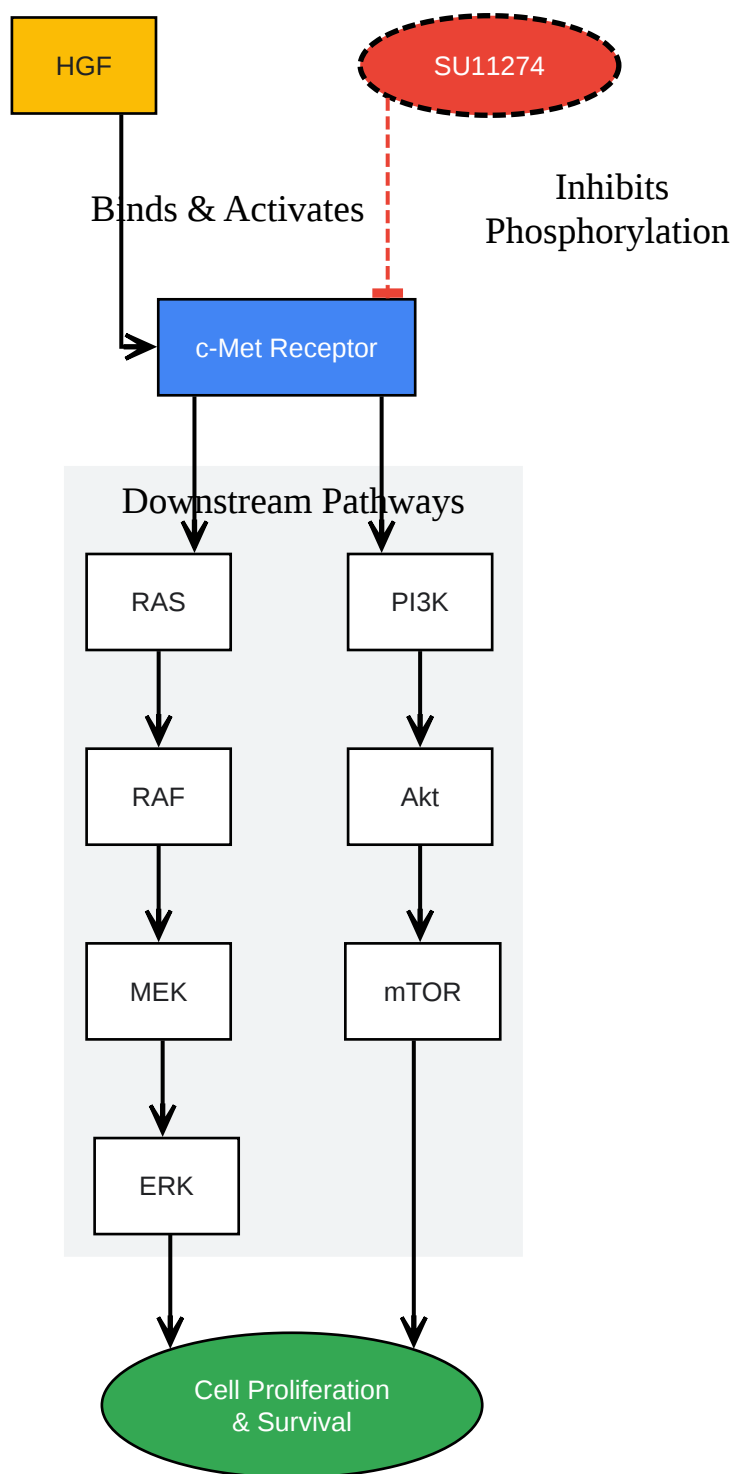 HGF
SU11274
Binds & Activates
Inhibits
Phosphorylation
c-Met Receptor
Downstream Pathways
RAS
PI3K
RAF
Akt
MEK
mTOR
ERK
Cell Proliferation
& Survival